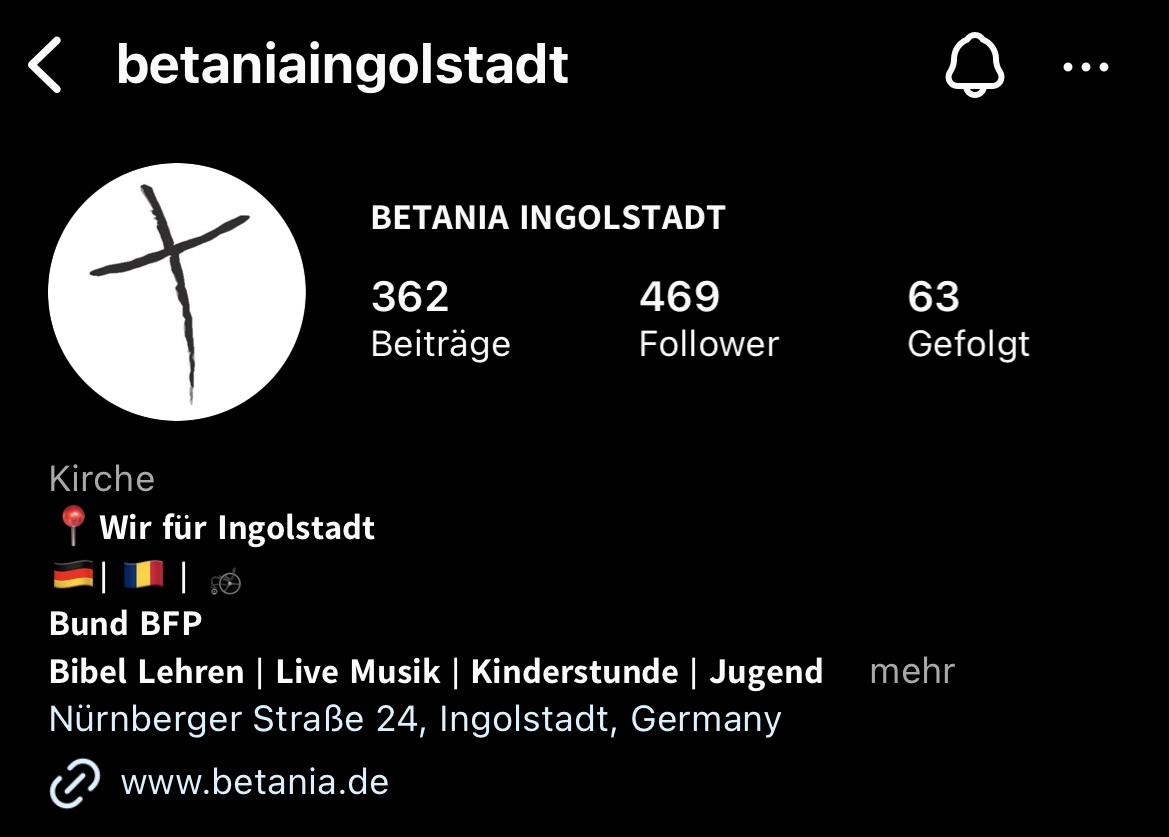 betaniaingolstadt
BETANIA INGOLSTADT
362 469 63
Beiträge Follower Gefolgt
Kirche
📍 Wir für Ingolstadt
🇩🇪| 🇷🇴 | 🦽
Bund BFP
Bibel Lehren | Live Musik | Kinderstunde | Jugend mehr
Nürnberger Straße 24, Ingolstadt, Germany
www.betania.de